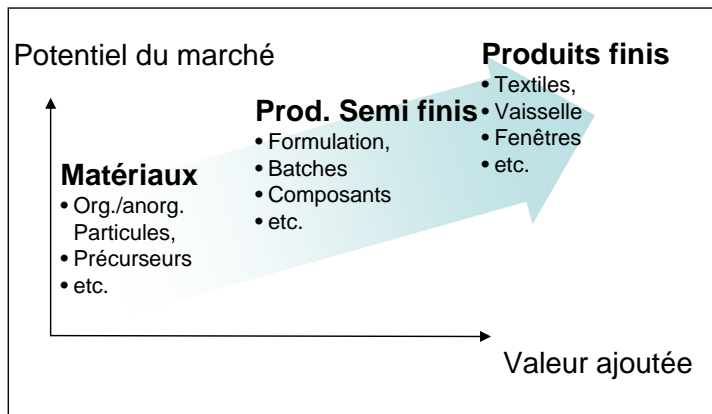 Potentiel du marché
Produits finis
• Textiles,
• Vaisselle
• Fenêtres
• etc.
Prod. Semi finis
• Formulation,
• Batches
• Composants
• etc.
Matériaux
• Org./anorg.
Particules,
• Précurseurs
• etc.
Valeur ajoutée